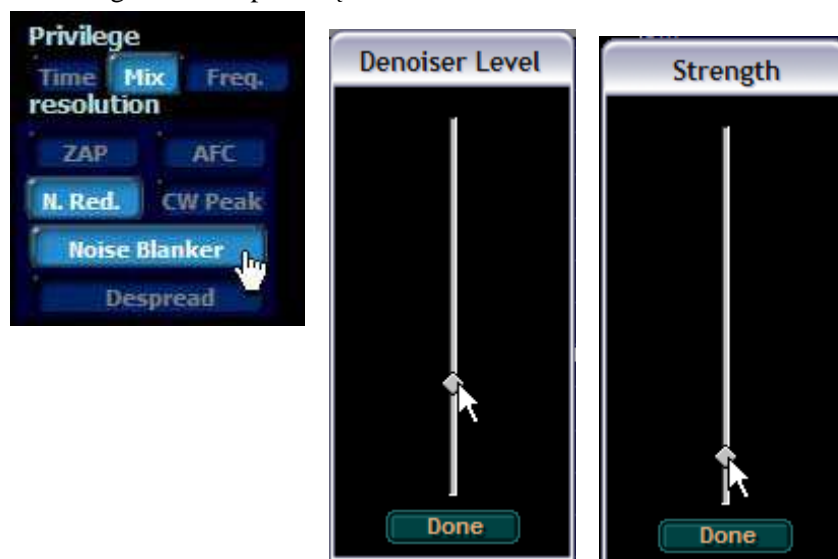 Privilege
Time Mix Freq.
resolution
ZAP AFC
N. Red. CW Peak
Noise Blanker
Despread
Denoiser Level
Done
Strength
Done